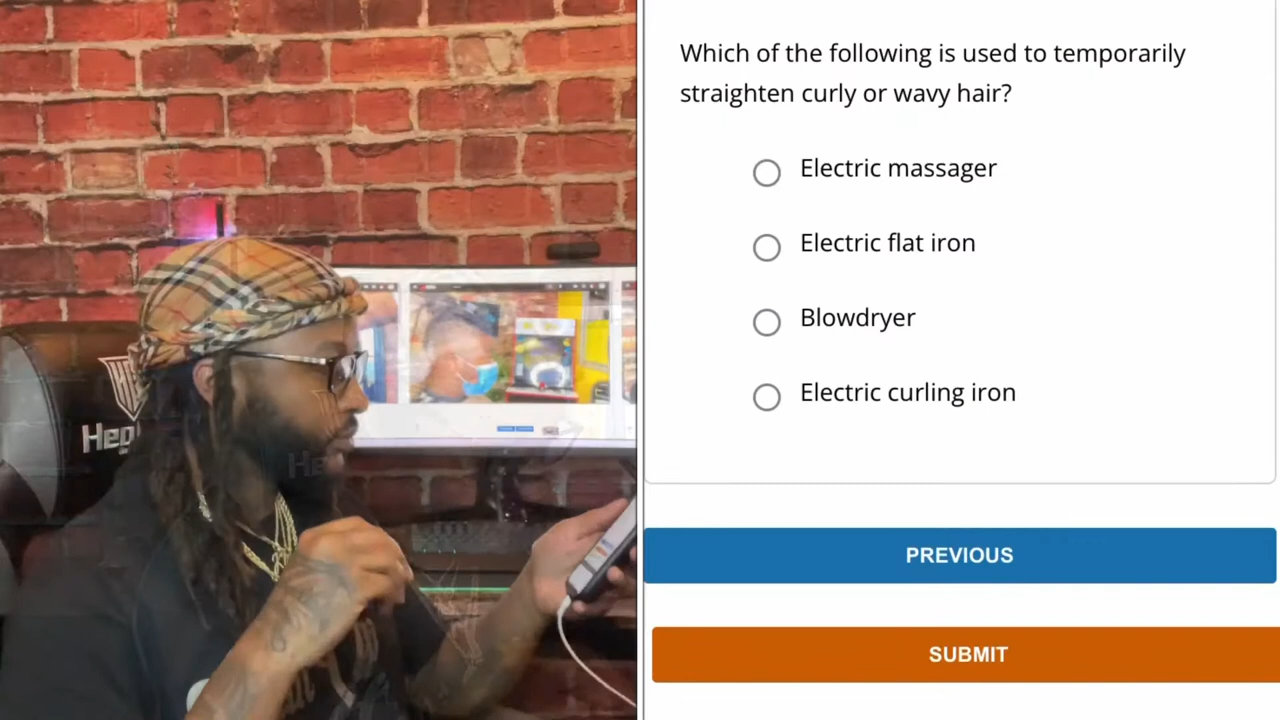 Which of the following is used to temporarily
straighten curly or wavy hair?
Electric massager
Electric flat iron
Blowdryer
Electric curling iron
PREVIOUS
SUBMIT